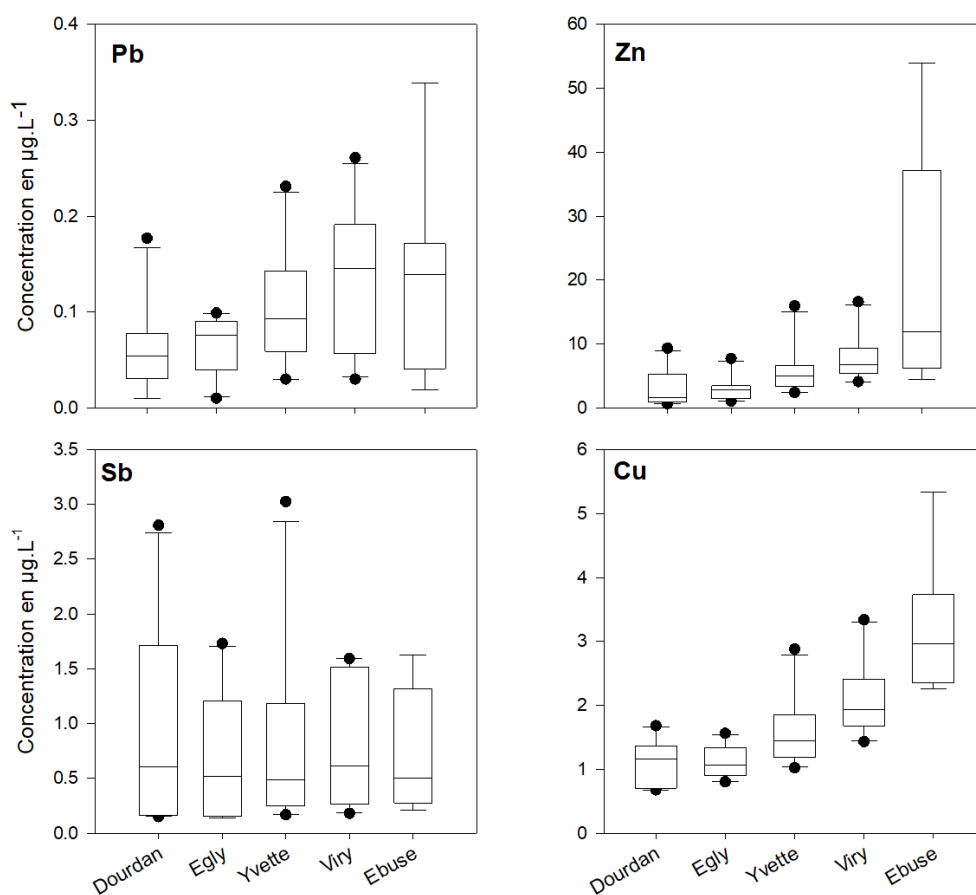 Pb
Concentration en µg.L-1
0.4
0.3
0.2
0.1
0.0
Zn
60
50
40
30
20
10
0
Sb
Concentration en µg.L-1
3.5
3.0
2.5
2.0
1.5
1.0
0.5
0.0
Dourdan
Egly
Yvette
Viry
Ebuse
Cu
6
5
4
3
2
1
0
Dourdan
Egly
Yvette
Viry
Ebuse